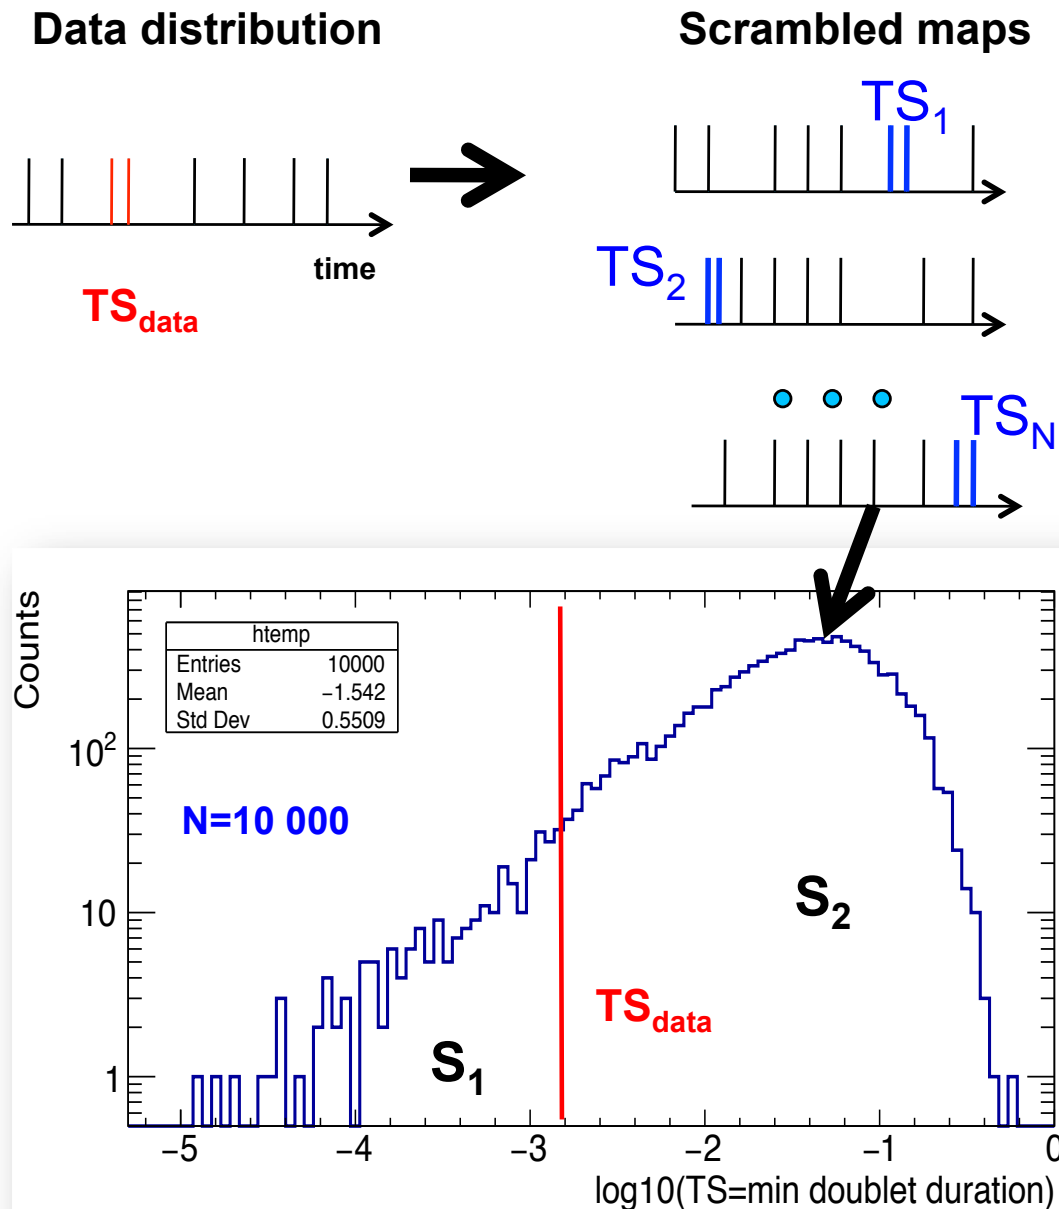 Data distribution
Scrambled maps
TS1
time
TSdata
TS2
TSN
Counts
htemp
Entries 10000
Mean −1.542
Std Dev 0.5509
10²
N=10 000
10
S2
TSdata
S1
1
−5 −4 −3 −2 −1 0
log10(TS=min doublet duration)